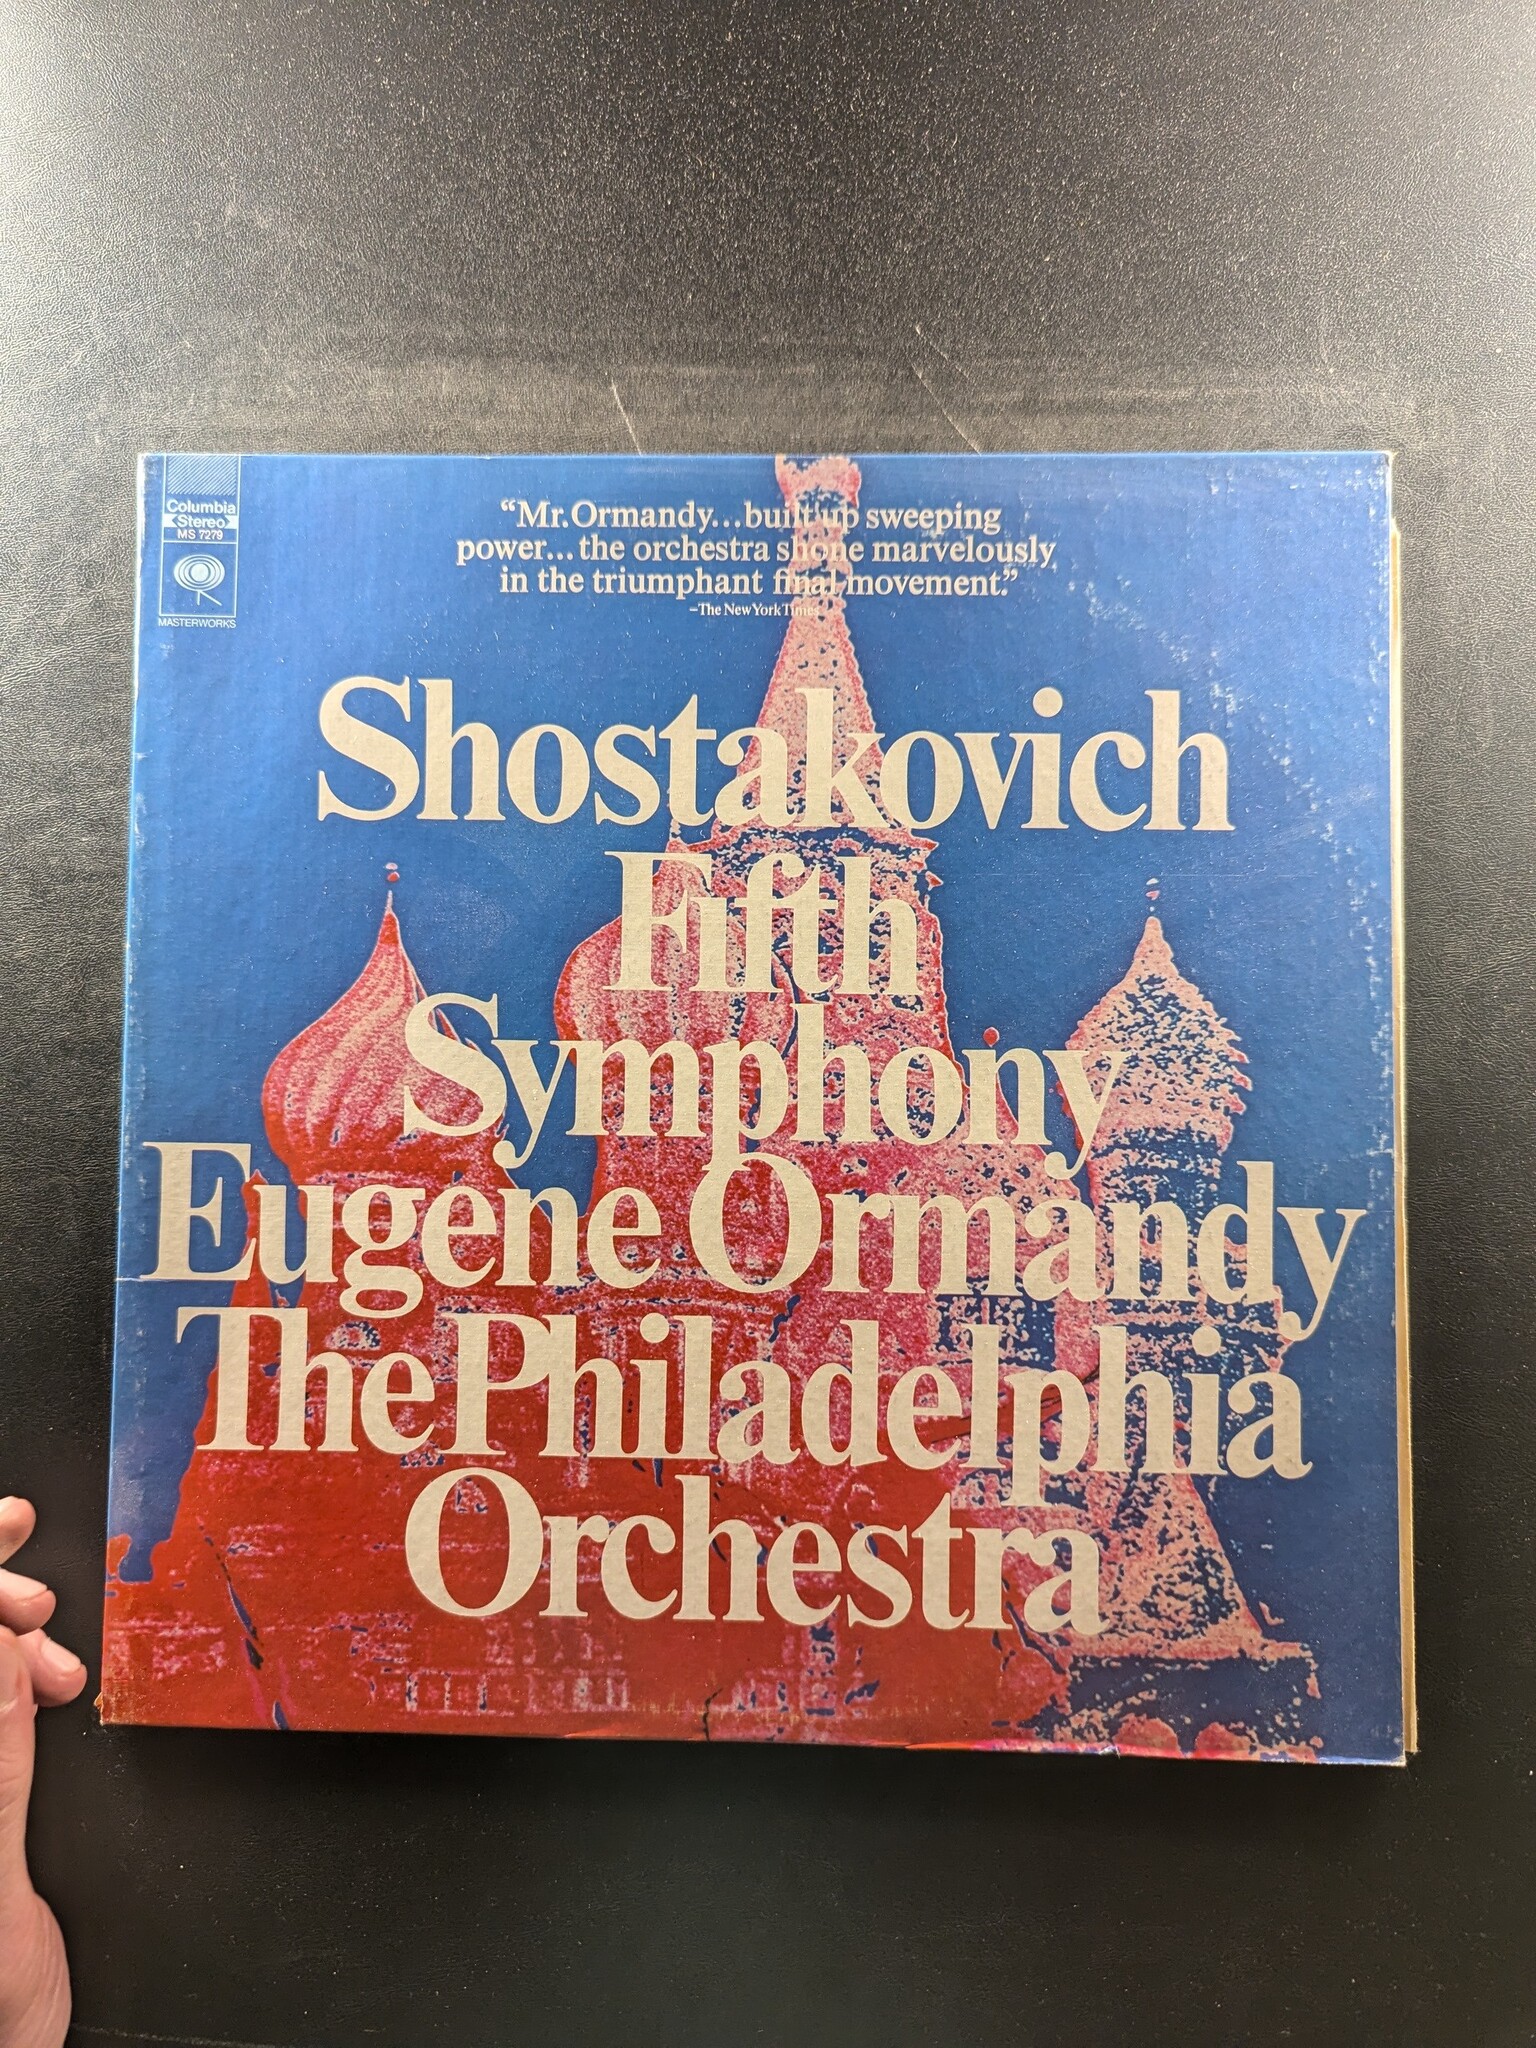 Columbia
Stereo
MS 7279
MASTERWORKS
“Mr. Ormandy...built up sweeping
power... the orchestra shone marvelously
in the triumphant final movement.”
–The New York Times
Shostakovich
Fifth
Symphony
Eugene Ormandy
The Philadelphia
Orchestra